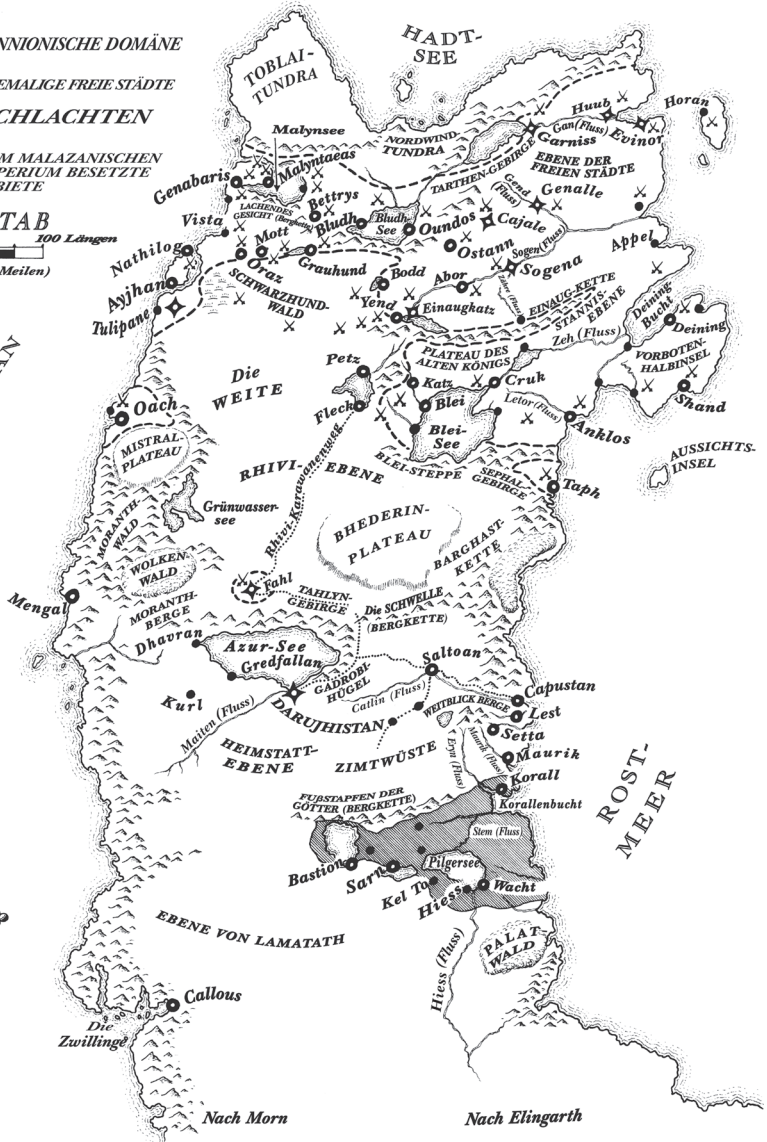 NNIONISCHE DOMÄNE
EMALIGE FREIE STÄDTE
CHLACHTEN
M MALAZANISCHEN
PERIUM BESETZTE
BIETE
TAB
100 Längen
Meilen)
HADT-
SEE
TOBLAI-
TUNDRA
Malynsee
NORDWIND
TUNDRA
Huub
Horan
Gan (Fluss)
Evinor
Garniss
Malyntaeas
Genabaris
TARTHEN-GEBIRGE
EBENE DER
FREIEN STÄDTE
Gend
(Fluss)
Genalle
LACHENDES
GESICHT (Bergkette)
Bettrys
Bludh
Bludh-
See
Oundos
Cajale
Vista
Nathilog
Mott
Oraz
Grauhund
Ostann
Sogen (Fluss)
Sogena
Appel
Ayjhan
Tulipane
SCHWARZHUND-
WALD
Bodd
Abor
Yend
Einaugkatz
EINAUG-KETTE
STANNIS-
EBENE
Deining-
Bucht
Deining
Zeh (Fluss)
PLATEAU DES
ALTEN KÖNIGS
VORBOTEN-
HALBINSEL
Die
WEITE
Petz
Fleck
Katz
Cruk
Blei
Blei-
See
Letor (Fluss)
Anklos
Shand
Oach
MISTRAL-
PLATEAU
RHIVI-
EBENE
BLEI-STEPPE
SEPHAL-
GEBIRGE
Taph
AUSSICHTS-
INSEL
Rhivi-Karawanenweg
MORANTH-
WALD
Grünwasser-
see
BHEDERIN-
PLATEAU
BARGHAST-
KETTE
WOLKEN-
WALD
Fahl
TAHLYN-
GEBIRGE
Die SCHWELLE
(BERGKETTE)
Mengal
MORANTH-
BERGE
Dhavran
Azur-See
Gredfallan
GADROBI-
HÜGEL
Saltoan
Kurl
Maiten (Fluss)
DARUJHISTAN
Catlin (Fluss)
WEITBLICK BERGE
Capustan
Lest
Setta
HEIMSTATT-
EBENE
ZIMTWÜSTE
Eryn (Fluss)
Maurik (Fluss)
Maurik
Korall
Korallenbucht
ROST-
MEER
FUßSTAPFEN DER
GÖTTER (BERGKETTE)
Stem (Fluss)
Bastion
Sarn
Pilgersee
Kel To
Hiess
Wacht
EBENE VON LAMATATH
Hiess (Fluss)
PALAT-
WALD
Callous
Die
Zwillinge
Nach Morn
Nach Elingarth